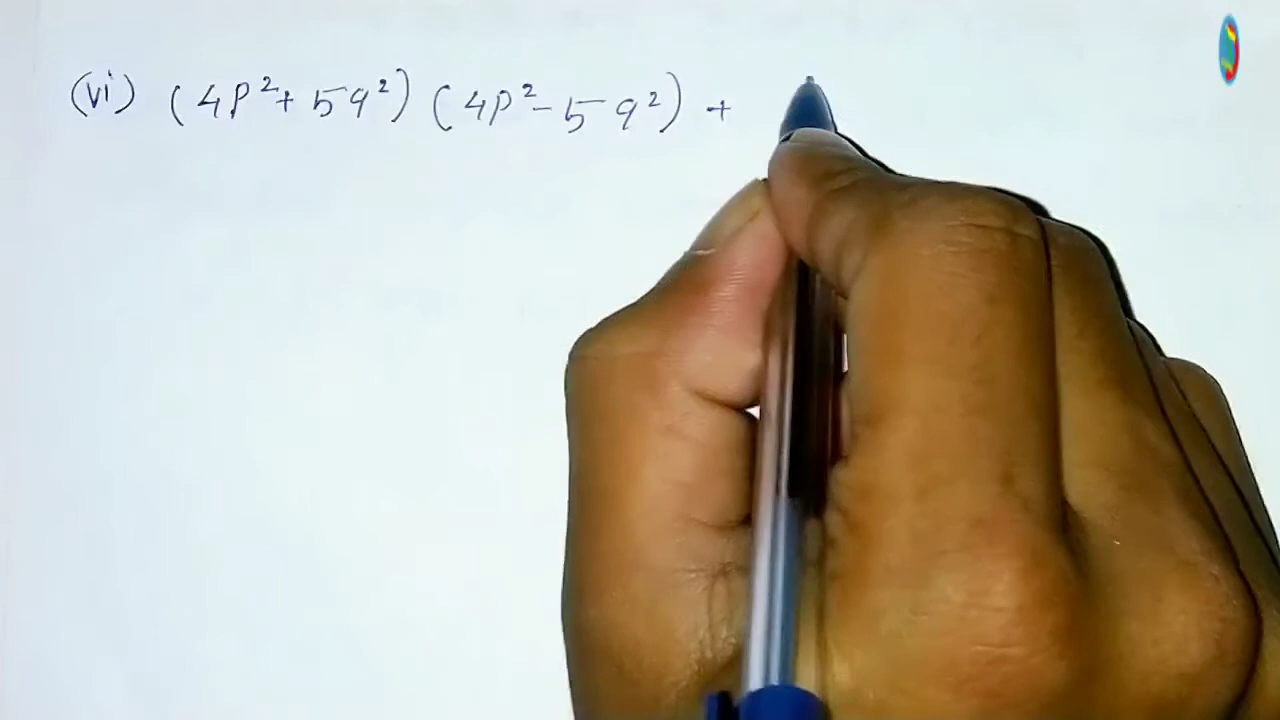 (vi) (4p²+ 5q²) (4p²- 5q²) +